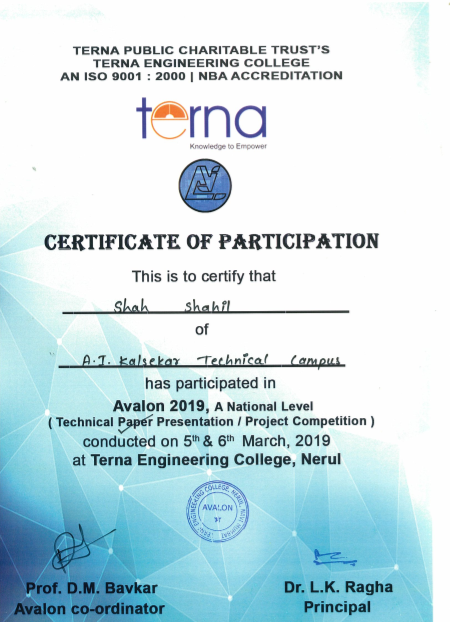 TERNA PUBLIC CHARITABLE TRUST'S
TERNA ENGINEERING COLLEGE
AN ISO 9001 : 2000 | NBA ACCREDITATION
terna
Knowledge to Empower
CERTIFICATE OF PARTICIPATION
This is to certify that
Shah Shahil
of
A.I. Kalsekar Technical Campus
has participated in
Avalon 2019, A National Level
( Technical Paper Presentation / Project Competition )
conducted on 5th & 6th March, 2019
at Terna Engineering College, Nerul
ENGINEERING COLLEGE, NERUL
AVALON
Prof. D.M. Bavkar
Avalon co-ordinator
Dr. L.K. Ragha
Principal